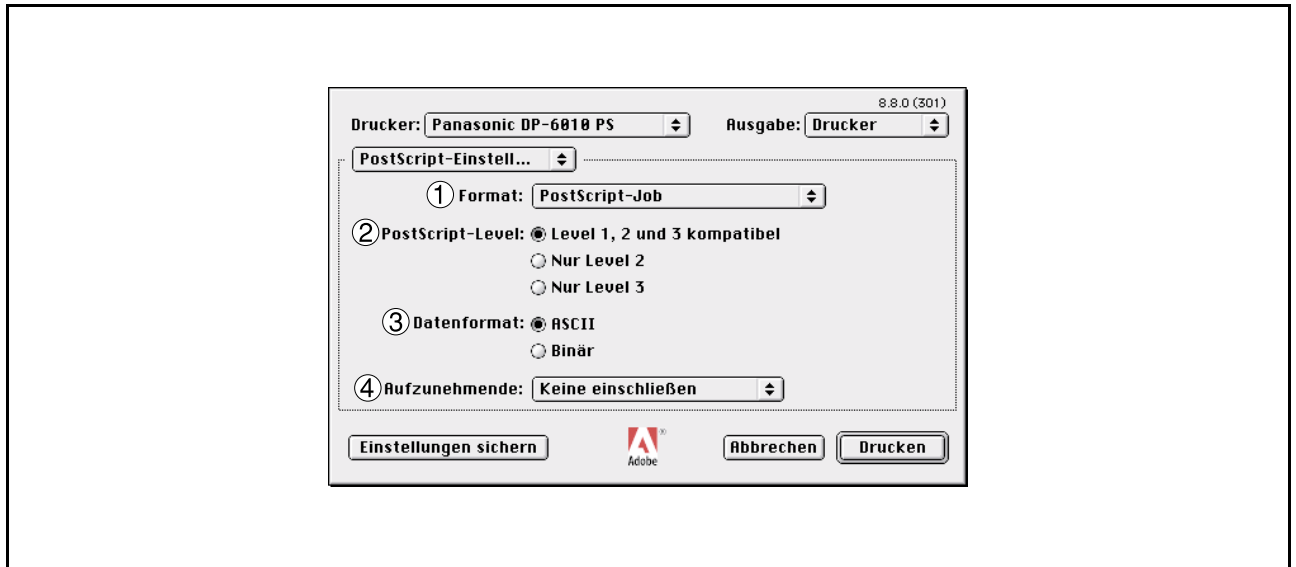 8.8.0 (301)
Drucker: Panasonic DP-6010 PS Ausgabe: Drucker
PostScript-Einstell...
① Format: PostScript-Job
② PostScript-Level: Level 1, 2 und 3 kompatibel
Nur Level 2
Nur Level 3
③ Datenformat: ASCII
Binär
④ Aufzunehmende: Keine einschließen
Einstellungen sichern Adobe® Abbrechen Drucken